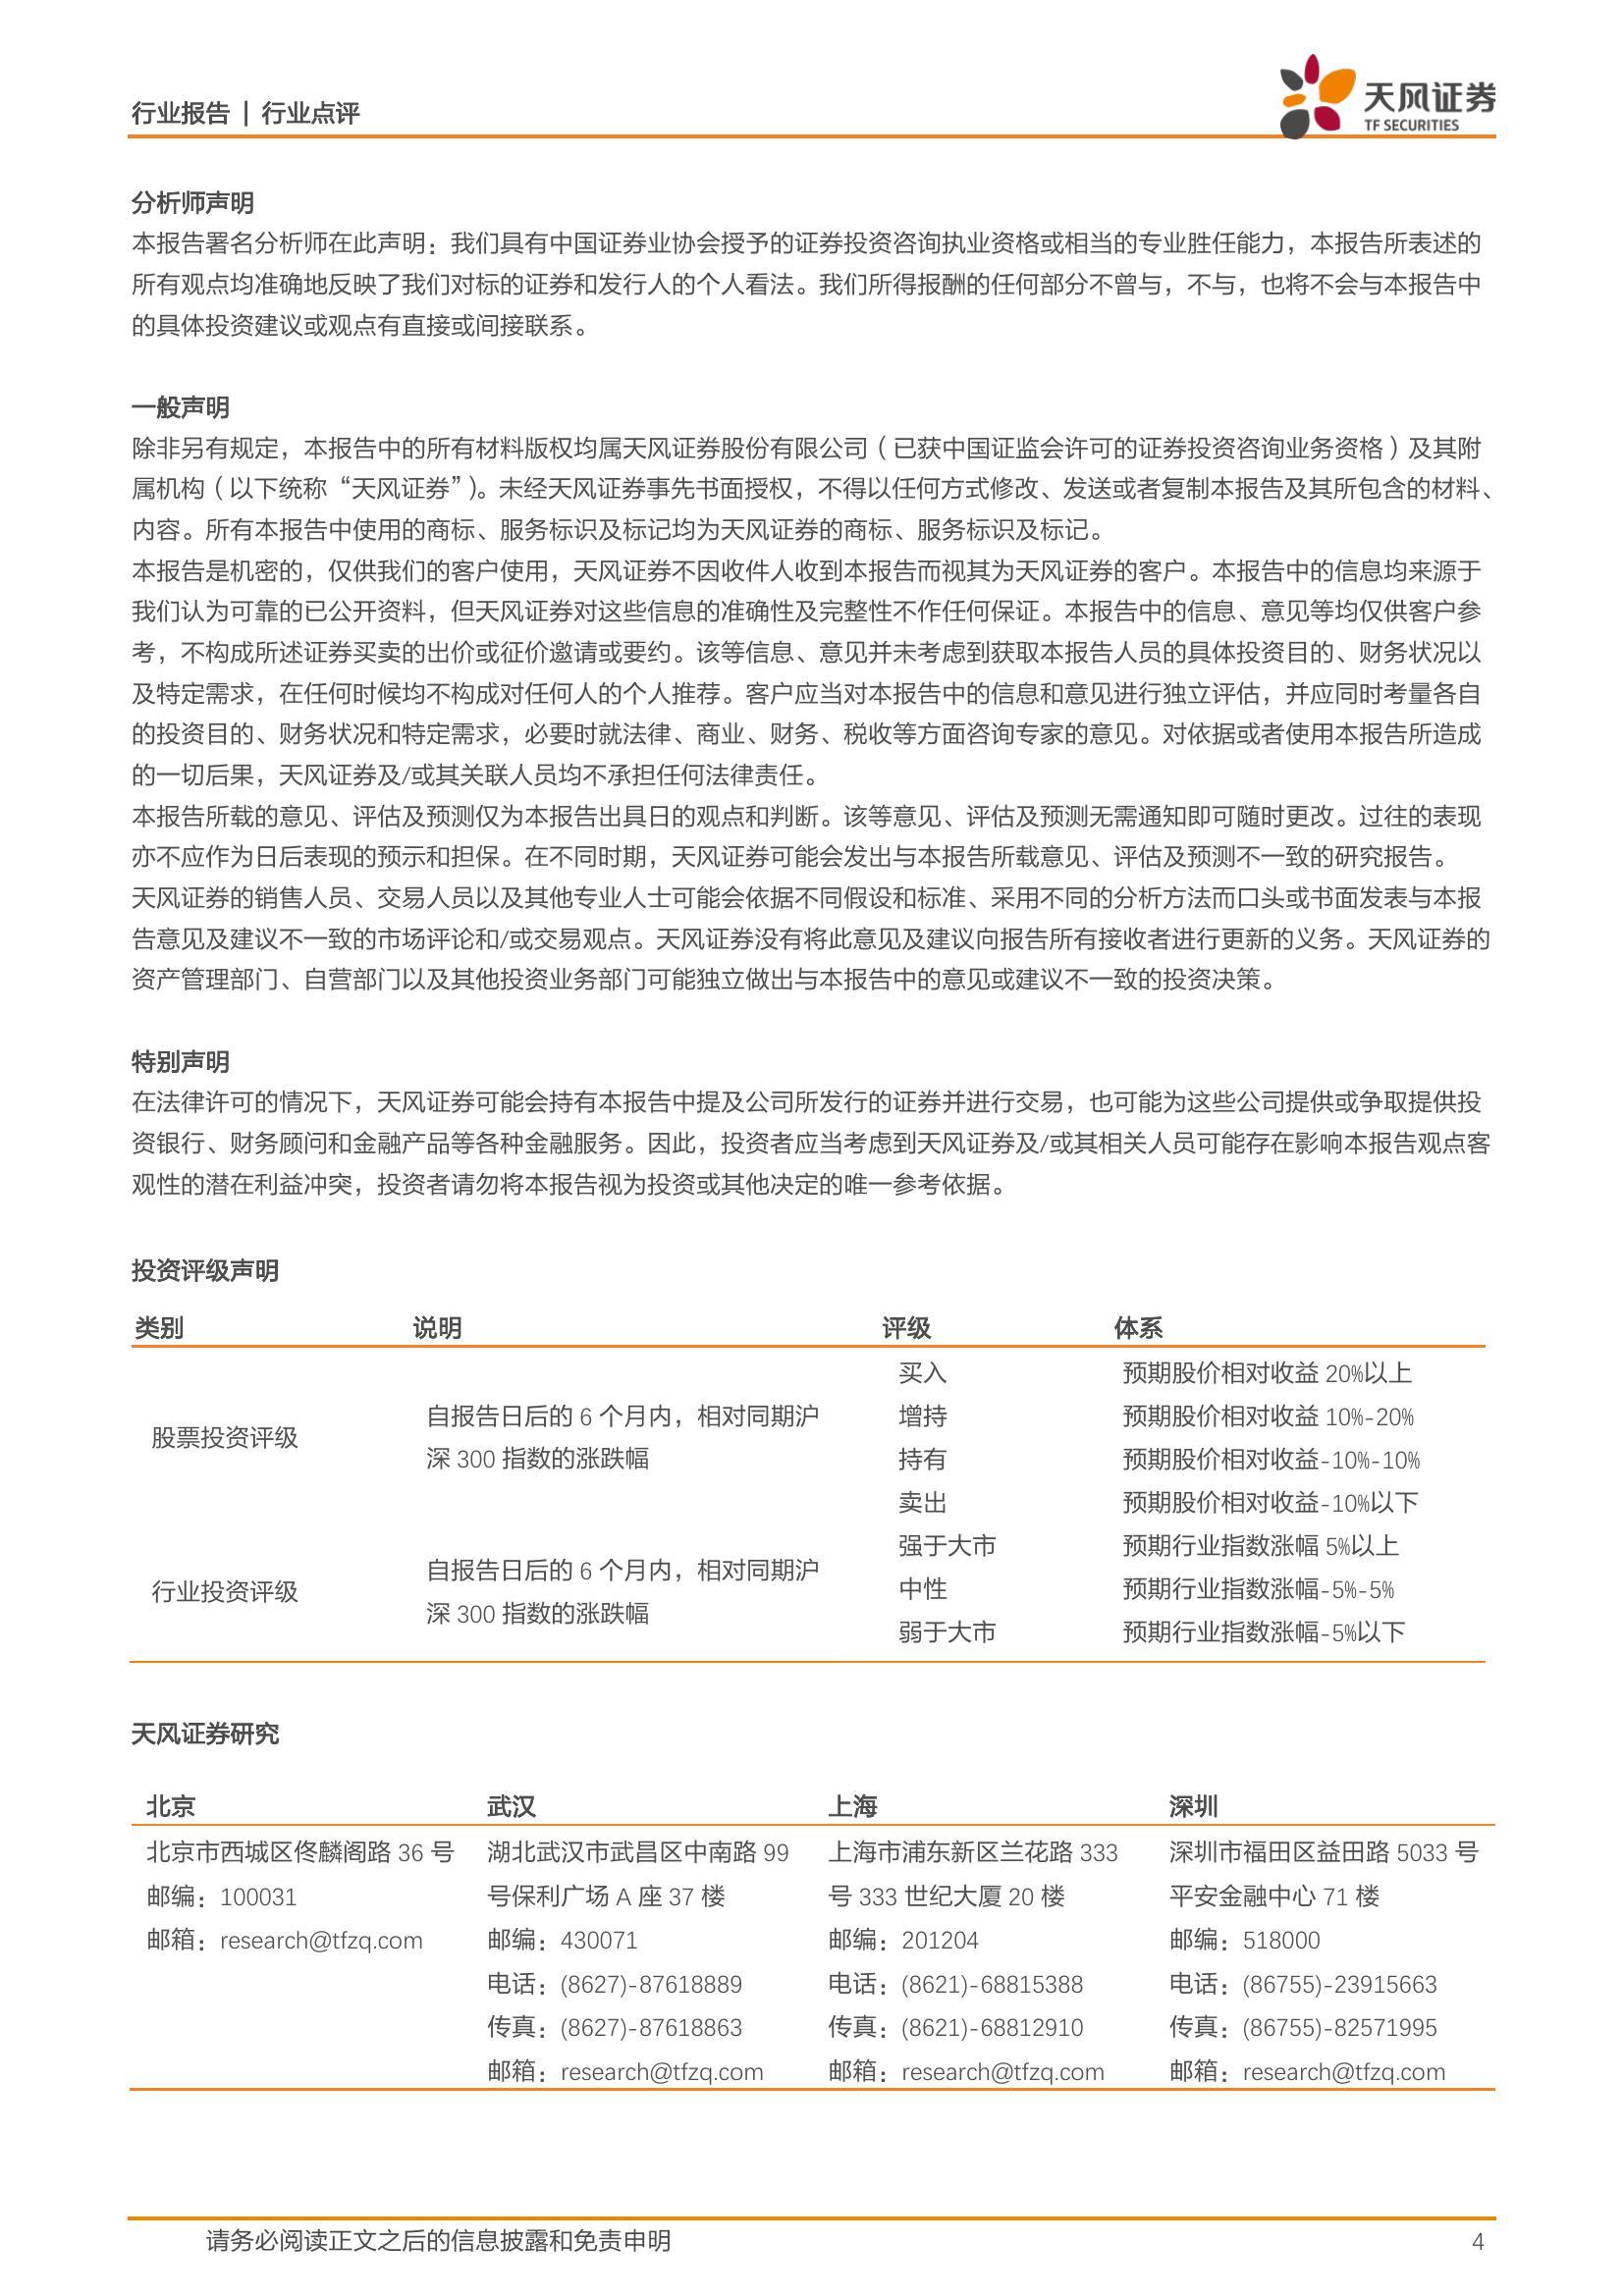 行业报告 | 行业点评
天风证券
TF SECURITIES
分析师声明
本报告署名分析师在此声明：我们具有中国证券业协会授予的证券投资咨询执业资格或相当的专业胜任能力，本报告所表述的
所有观点均准确地反映了我们对标的证券和发行人的个人看法。我们所得报酬的任何部分不曾与，不与，也将不会与本报告中
的具体投资建议或观点有直接或间接联系。
一般声明
除非另有规定，本报告中的所有材料版权均属天风证券股份有限公司（已获中国证监会许可的证券投资咨询业务资格）及其附
属机构（以下统称“天风证券”）。未经天风证券事先书面授权，不得以任何方式修改、发送或者复制本报告及其所包含的材料、
内容。所有本报告中使用的商标、服务标识及标记均为天风证券的商标、服务标识及标记。
本报告是机密的，仅供我们的客户使用，天风证券不因收件人收到本报告而视其为天风证券的客户。本报告中的信息均来源于
我们认为可靠的已公开资料，但天风证券对这些信息的准确性及完整性不作任何保证。本报告中的信息、意见等均仅供客户参
考，不构成所述证券买卖的出价或征价邀请或要约。该等信息、意见并未考虑到获取本报告人员的具体投资目的、财务状况以
及特定需求，在任何时候均不构成对任何人的个人推荐。客户应当对本报告中的信息和意见进行独立评估，并应同时考量各自
的投资目的、财务状况和特定需求，必要时就法律、商业、财务、税收等方面咨询专家的意见。对依据或者使用本报告所造成
的一切后果，天风证券及/或其关联人员均不承担任何法律责任。
本报告所载的意见、评估及预测仅为本报告出具日的观点和判断。该等意见、评估及预测无需通知即可随时更改。过往的表现
亦不应作为日后表现的预示和担保。在不同时期，天风证券可能会发出与本报告所载意见、评估及预测不一致的研究报告。
天风证券的销售人员、交易人员以及其他专业人士可能会依据不同假设和标准、采用不同的分析方法而口头或书面发表与本报
告意见及建议不一致的市场评论和/或交易观点。天风证券没有将此意见及建议向报告所有接收者进行更新的义务。天风证券的
资产管理部门、自营部门以及其他投资业务部门可能独立做出与本报告中的意见或建议不一致的投资决策。
特别声明
在法律许可的情况下，天风证券可能会持有本报告中提及公司所发行的证券并进行交易，也可能为这些公司提供或争取提供投
资银行、财务顾问和金融产品等各种金融服务。因此，投资者应当考虑到天风证券及/或其相关人员可能存在影响本报告观点客
观性的潜在利益冲突，投资者请勿将本报告视为投资或其他决定的唯一参考依据。
投资评级声明
类别 说明 评级 体系
股票投资评级
自报告日后的 6 个月内，相对同期沪
深 300 指数的涨跌幅
买入 预期股价相对收益 20%以上
增持 预期股价相对收益 10%-20%
持有 预期股价相对收益-10%-10%
卖出 预期股价相对收益-10%以下
行业投资评级
自报告日后的 6 个月内，相对同期沪
深 300 指数的涨跌幅
强于大市 预期行业指数涨幅 5%以上
中性 预期行业指数涨幅-5%-5%
弱于大市 预期行业指数涨幅-5%以下
天风证券研究
北京 武汉 上海 深圳
北京市西城区佟麟阁路 36 号 湖北武汉市武昌区中南路 99 上海市浦东新区兰花路 333 深圳市福田区益田路 5033 号
邮编：100031 号保利广场 A 座 37 楼 号 333 世纪大厦 20 楼 平安金融中心 71 楼
邮箱：research@tfzq.com 邮编：430071 邮编：201204 邮编：518000
电话：(8627)-87618889 电话：(8621)-68815388 电话：(86755)-23915663
传真：(8627)-87618863 传真：(8621)-68812910 传真：(86755)-82571995
邮箱：research@tfzq.com 邮箱：research@tfzq.com 邮箱：research@tfzq.com
请务必阅读正文之后的信息披露和免责申明 4